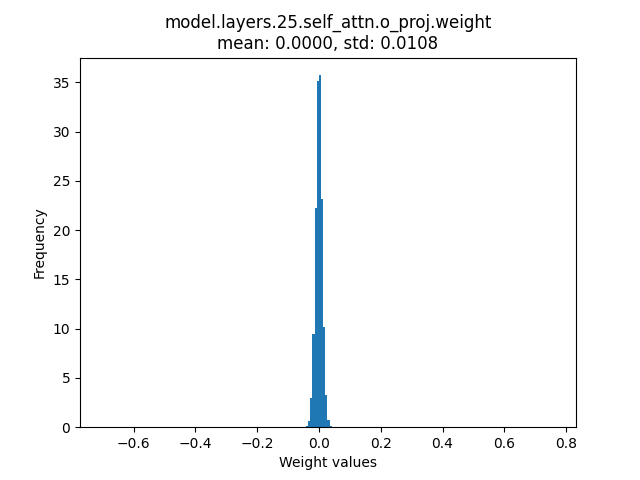 model.layers.25.self_attn.o_proj.weight
mean: 0.0000, std: 0.0108
Frequency
35
30
25
20
15
10
5
0
−0.6 −0.4 −0.2 0.0 0.2 0.4 0.6 0.8
Weight values